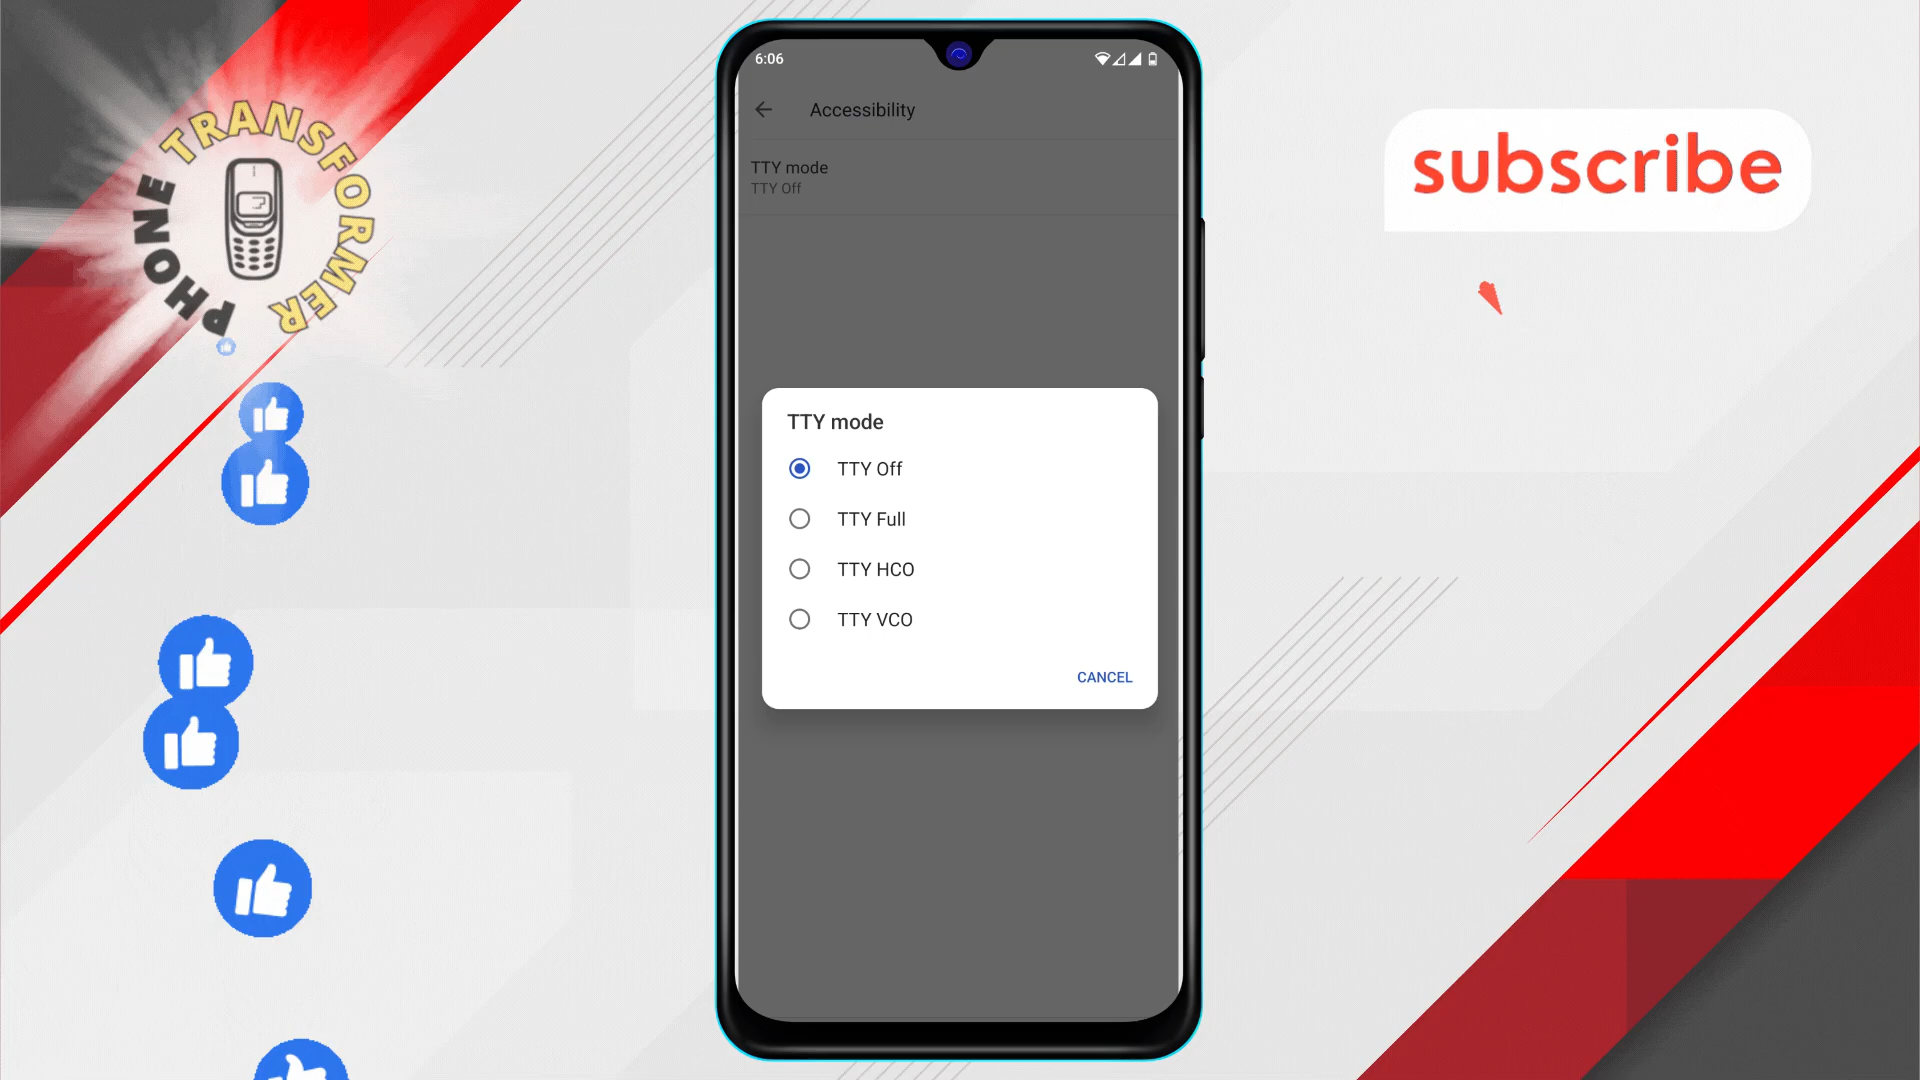 PHONE TRANSFORMER
subscribe
6:06
Accessibility
TTY mode
TTY Off
TTY mode
TTY Off
TTY Full
TTY HCO
TTY VCO
CANCEL